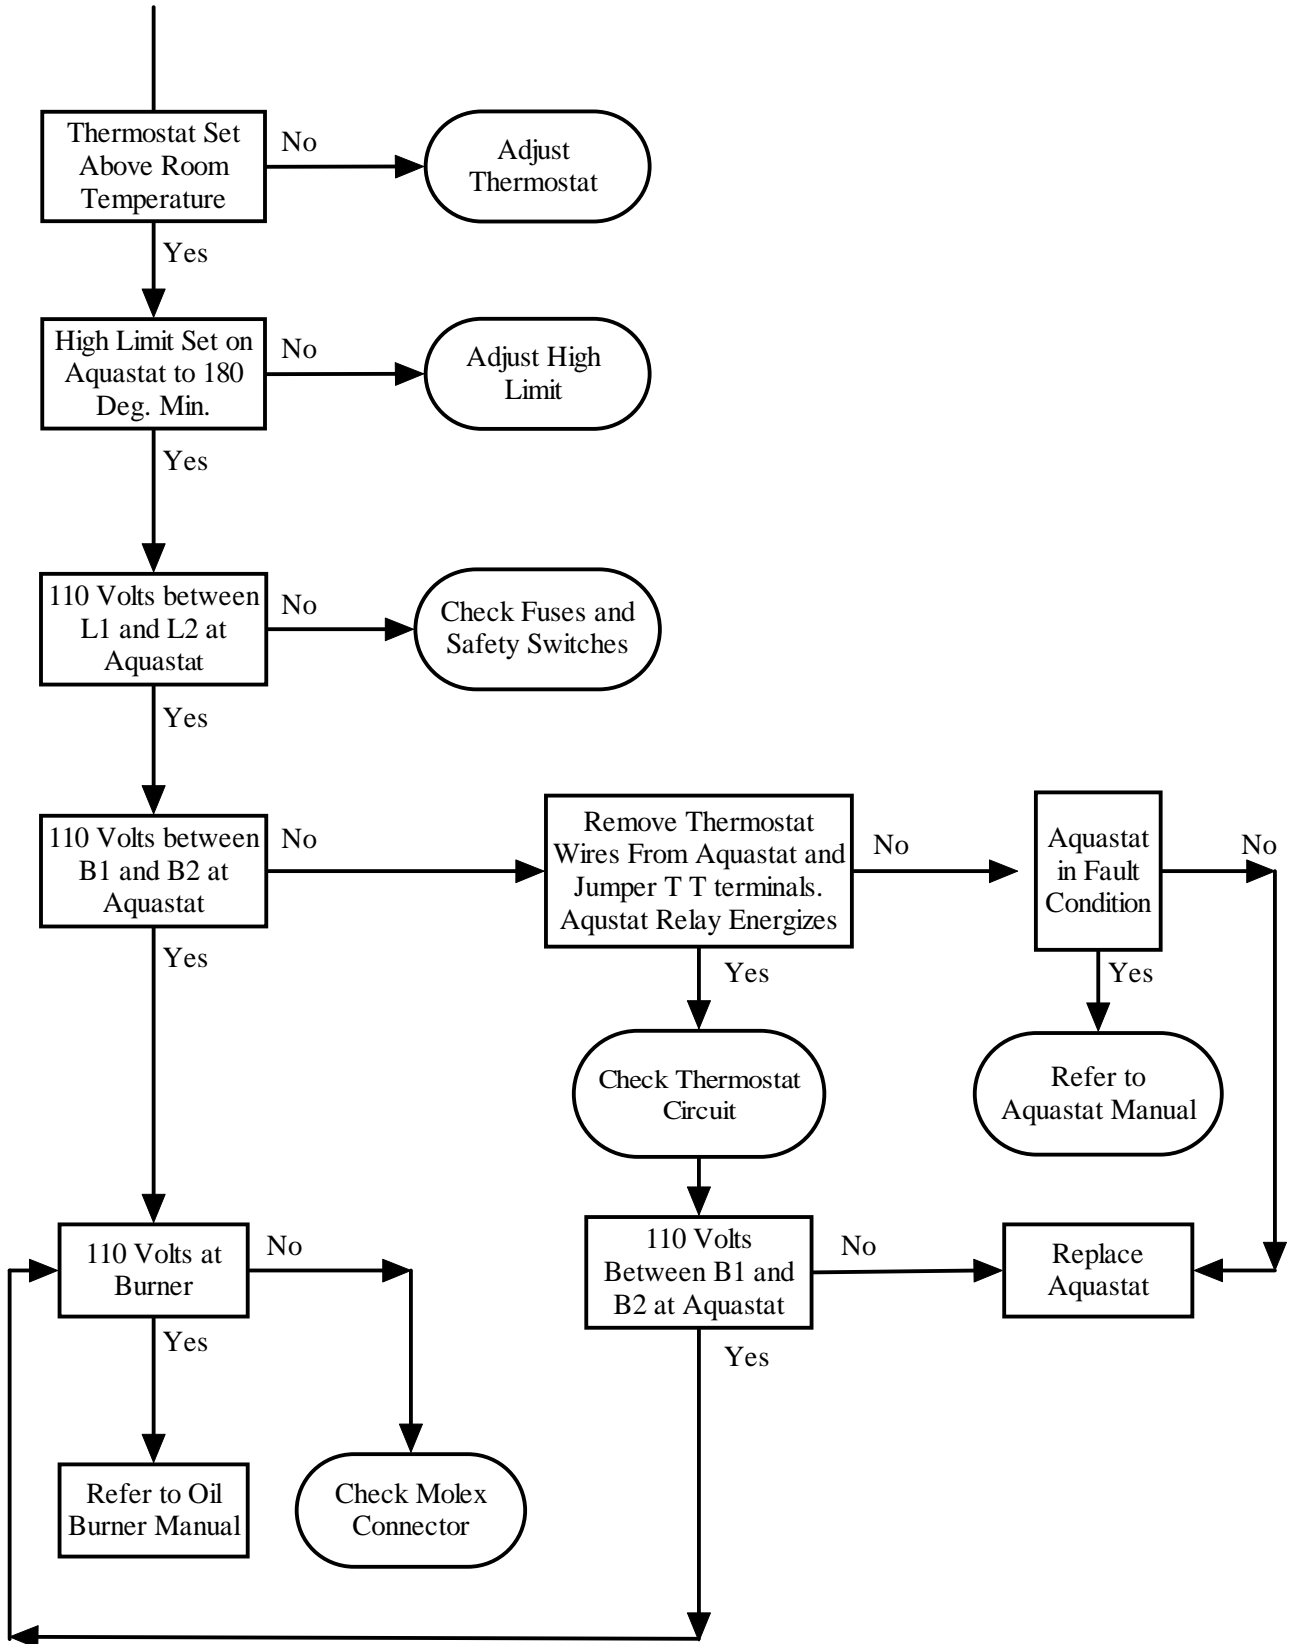 Thermostat Set
Above Room
Temperature
No
Adjust
Thermostat
Yes
High Limit Set on
Aquastat to 180
Deg. Min.
No
Adjust High
Limit
Yes
110 Volts between
L1 and L2 at
Aquastat
No
Check Fuses and
Safety Switches
Yes
110 Volts between
B1 and B2 at
Aquastat
No
Remove Thermostat
Wires From Aquastat and
Jumper T T terminals.
Aqustat Relay Energizes
No
Aquastat
in Fault
Condition
No
Yes
Yes
Yes
Check Thermostat
Circuit
Refer to
Aquastat Manual
110 Volts at
Burner
No
110 Volts
Between B1 and
B2 at Aquastat
No
Replace
Aquastat
Yes
Yes
Refer to Oil
Burner Manual
Check Molex
Connector